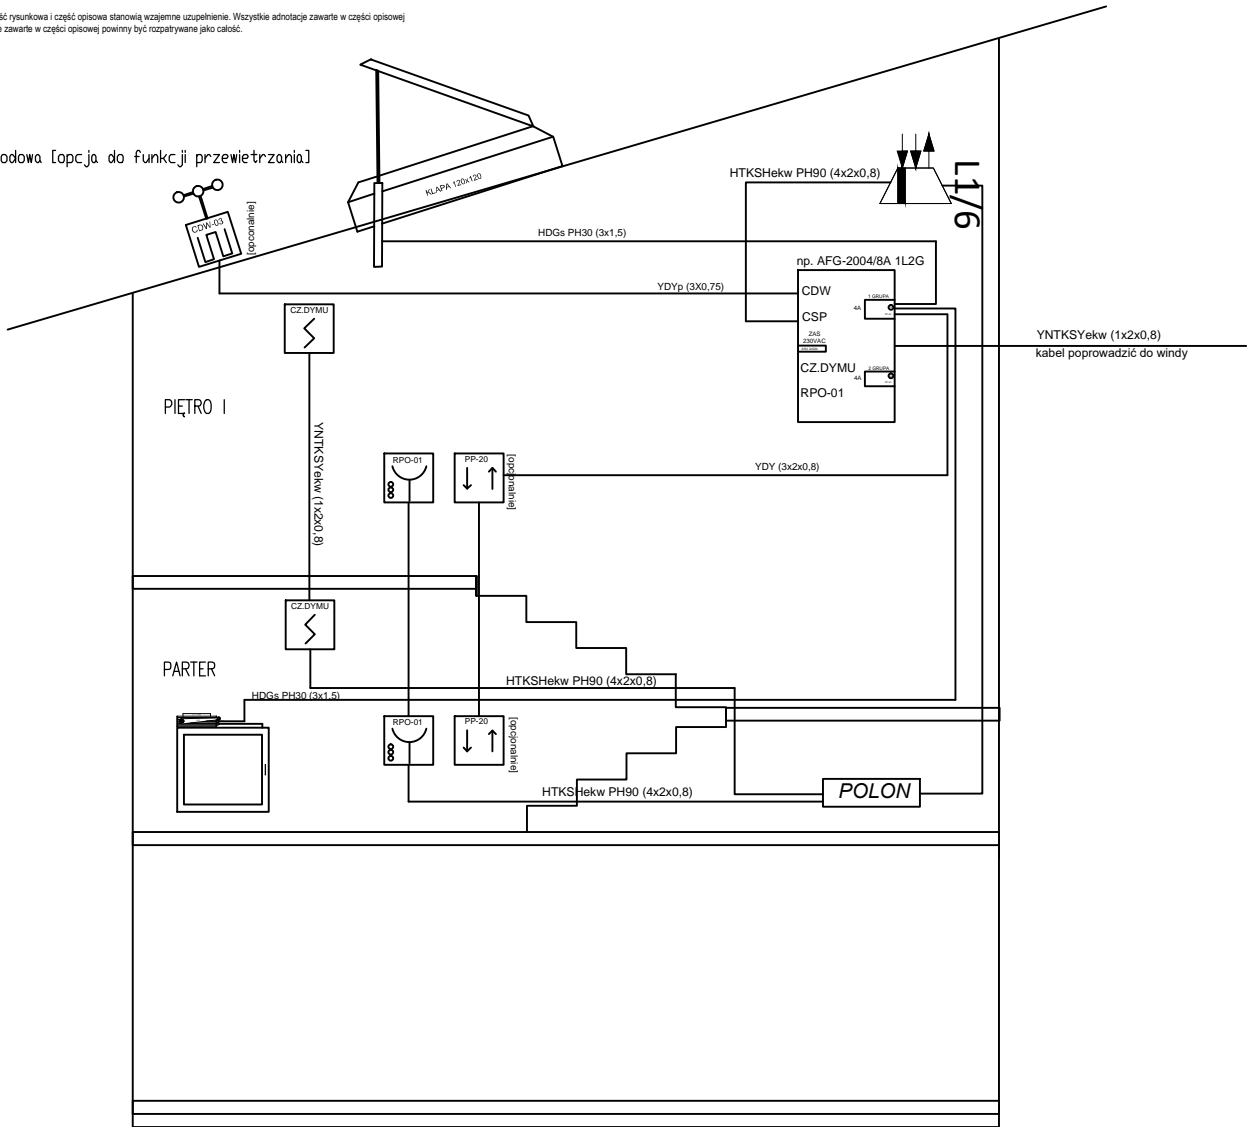 ść rysunkowa i część opisowa stanowią wzajemne uzupełnienie. Wszystkie adnotacje zawarte w części opisowej
e zawarte w części opisowej powinny być rozpatrywane jako całość.
odowa [opcja do funkcji przewietrzania]
KLAPA 120x120
CDW-03
[opconalnie]
HTKSHekw PH90 (4x2x0,8)
L1/6
HDGs PH30 (3x1,5)
np. AFG-2004/8A 1L2G
YDYp (3X0,75)
CDW
1 GRUPA
4A
CSP
ZAS
230VAC
CZ.DYMU
2 GRUPA
4A
RPO-01
YNTKSYekw (1x2x0,8)
kabel poprowadzić do windy
CZ.DYMU
PIĘTRO I
YNTKSYekw (1x2x0,8)
RPO-01
PP-20
[opcjonalnie]
YDY (3x2x0,8)
CZ.DYMU
PARTER
HTKSHekw PH90 (4x2x0,8)
HDGs PH30 (3x1,5)
RPO-01
PP-20
[opcjonalnie]
HTKSHekw PH90 (4x2x0,8)
POLON